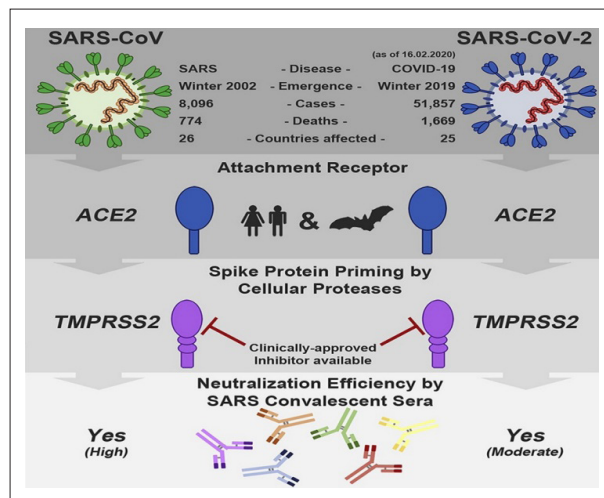 SARS-CoV
(as of 16.02.2020)
SARS-CoV-2
SARS - Disease - COVID-19
Winter 2002 - Emergence - Winter 2019
8,096 - Cases - 51,857
774 - Deaths - 1,669
26 - Countries affected - 25
Attachment Receptor
ACE2 & ACE2
Spike Protein Priming by
Cellular Proteases
TMPRSS2 TMPRSS2
Clinically-approved
Inhibitor available
Neutralization Efficiency by
SARS Convalescent Sera
Yes
(High)
Yes
(Moderate)